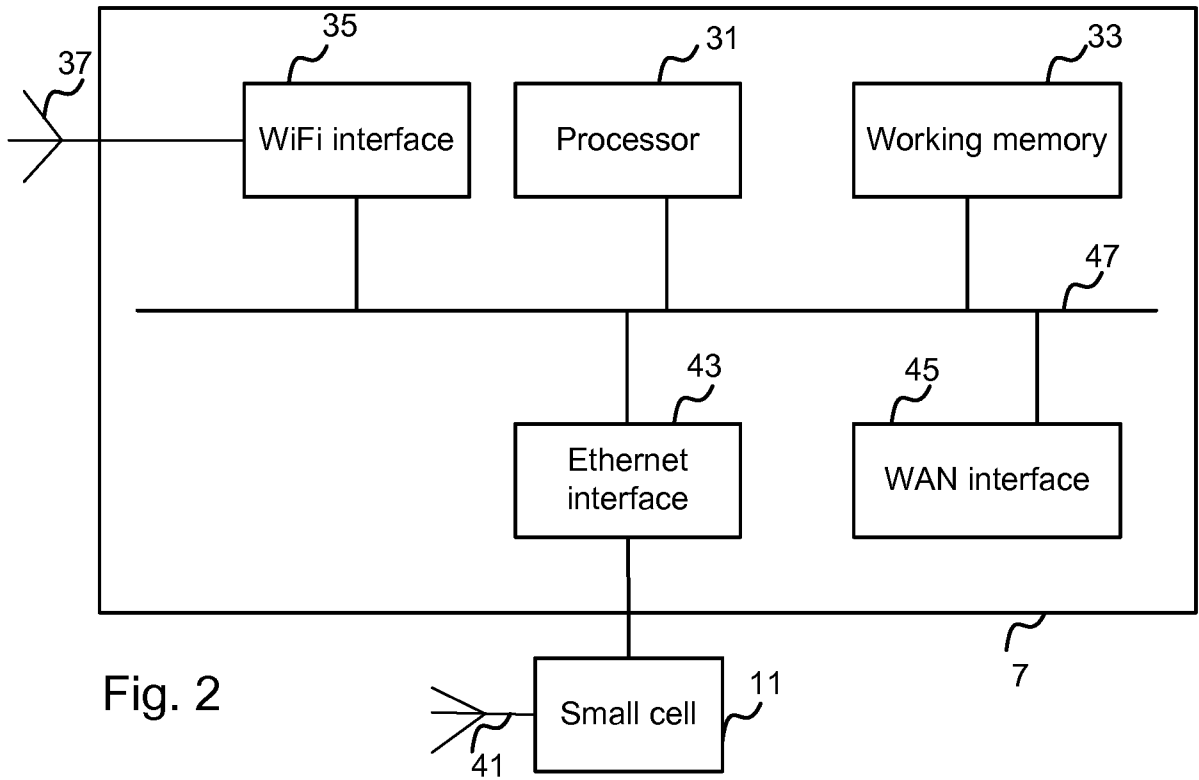 35
31
33
37
WiFi interface
Processor
Working memory
47
43
45
Ethernet
interface
WAN interface
7
Fig. 2
Small cell
11
41